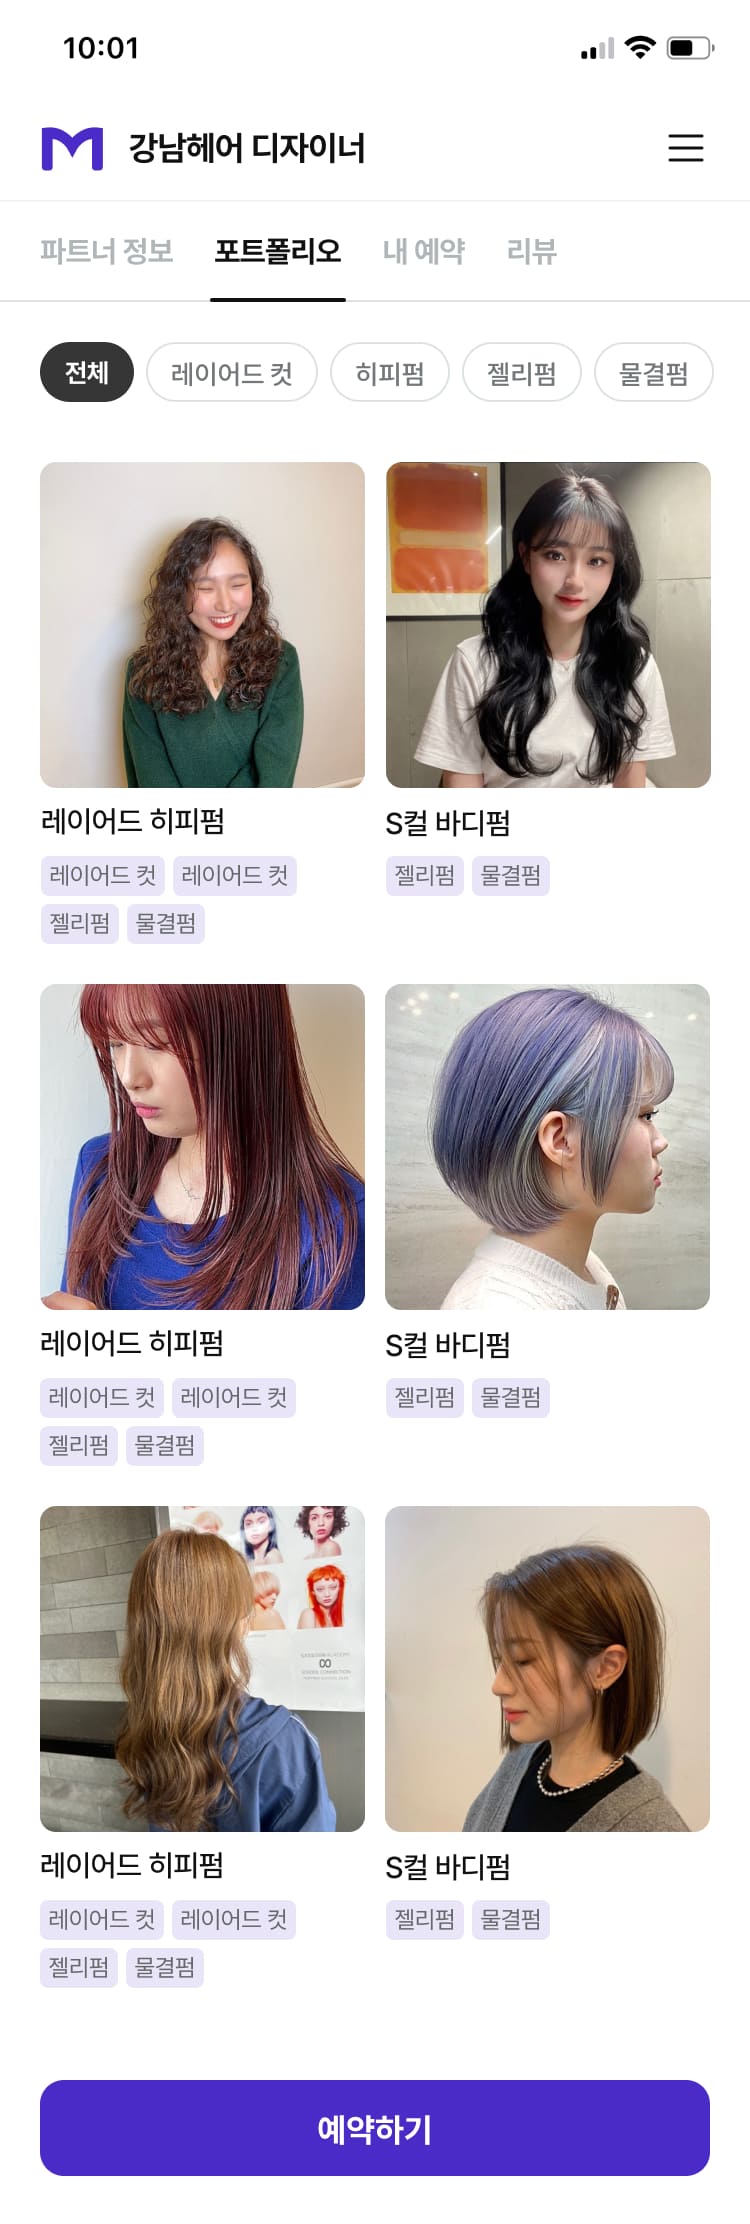 10:01
강남헤어 디자이너
파트너 정보 포트폴리오 내 예약 리뷰
전체 레이어드 컷 히피펌 젤리펌 물결펌
레이어드 히피펌
레이어드 컷 레이어드 컷
젤리펌 물결펌
S컬 바디펌
젤리펌 물결펌
레이어드 히피펌
레이어드 컷 레이어드 컷
젤리펌 물결펌
S컬 바디펌
젤리펌 물결펌
레이어드 히피펌
레이어드 컷 레이어드 컷
젤리펌 물결펌
S컬 바디펌
젤리펌 물결펌
예약하기